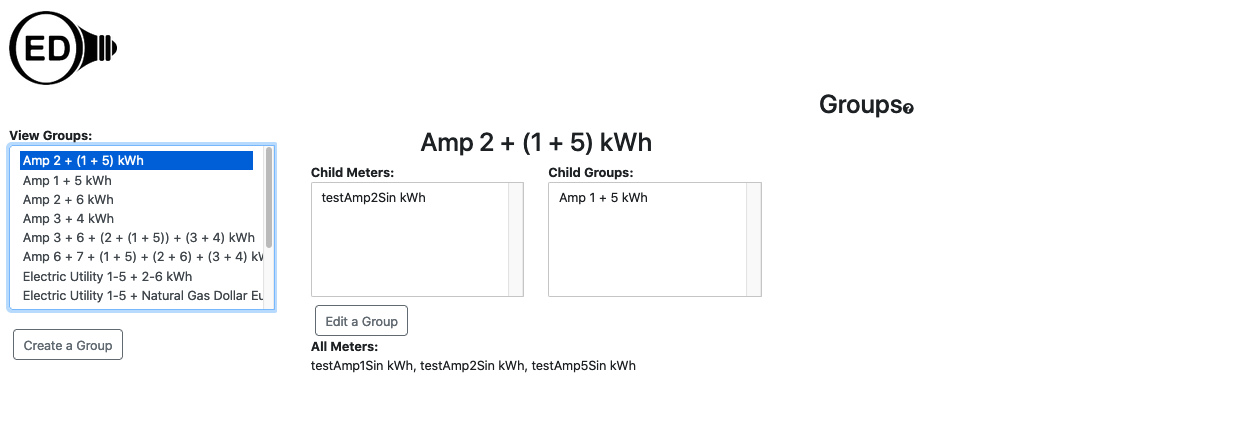 ED
Groups
View Groups:
Amp 2 + (1 + 5) kWh
Amp 1 + 5 kWh
Amp 2 + 6 kWh
Amp 3 + 4 kWh
Amp 3 + 6 + (2 + (1 + 5)) + (3 + 4) kWh
Amp 6 + 7 + (1 + 5) + (2 + 6) + (3 + 4) kW
Electric Utility 1-5 + 2-6 kWh
Electric Utility 1-5 + Natural Gas Dollar Eu
Create a Group
Amp 2 + (1 + 5) kWh
Child Meters:
testAmp2Sin kWh
Child Groups:
Amp 1 + 5 kWh
Edit a Group
All Meters:
testAmp1Sin kWh, testAmp2Sin kWh, testAmp5Sin kWh